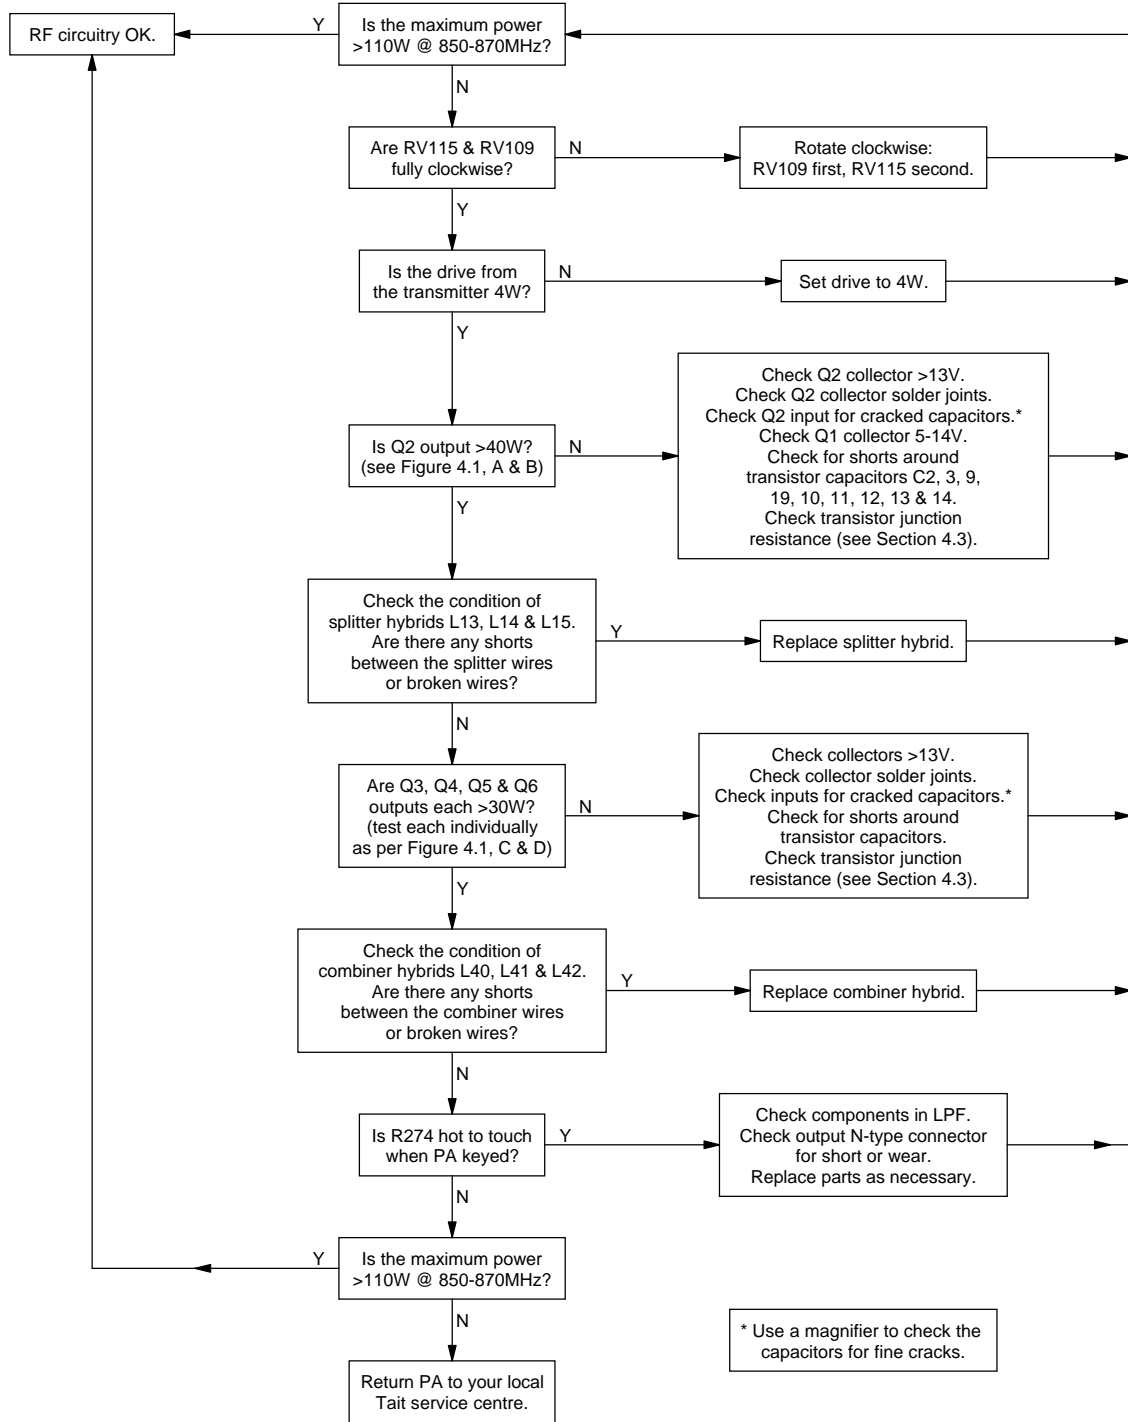 RF circuitry OK.
Y
Is the maximum power
>110W @ 850-870MHz?
N
Are RV115 & RV109
fully clockwise?
N
Rotate clockwise:
RV109 first, RV115 second.
Y
Is the drive from
the transmitter 4W?
N
Set drive to 4W.
Y
Is Q2 output >40W?
(see Figure 4.1, A & B)
N
Check Q2 collector >13V.
Check Q2 collector solder joints.
Check Q2 input for cracked capacitors.*
Check Q1 collector 5-14V.
Check for shorts around
transistor capacitors C2, 3, 9,
19, 10, 11, 12, 13 & 14.
Check transistor junction
resistance (see Section 4.3).
Y
Check the condition of
splitter hybrids L13, L14 & L15.
Are there any shorts
between the splitter wires
or broken wires?
Y
Replace splitter hybrid.
N
Are Q3, Q4, Q5 & Q6
outputs each >30W?
(test each individually
as per Figure 4.1, C & D)
N
Check collectors >13V.
Check collector solder joints.
Check inputs for cracked capacitors.*
Check for shorts around
transistor capacitors.
Check transistor junction
resistance (see Section 4.3).
Y
Check the condition of
combiner hybrids L40, L41 & L42.
Are there any shorts
between the combiner wires
or broken wires?
Y
Replace combiner hybrid.
N
Is R274 hot to touch
when PA keyed?
Y
Check components in LPF.
Check output N-type connector
for short or wear.
Replace parts as necessary.
N
Y
Is the maximum power
>110W @ 850-870MHz?
N
Return PA to your local
Tait service centre.
* Use a magnifier to check the
capacitors for fine cracks.